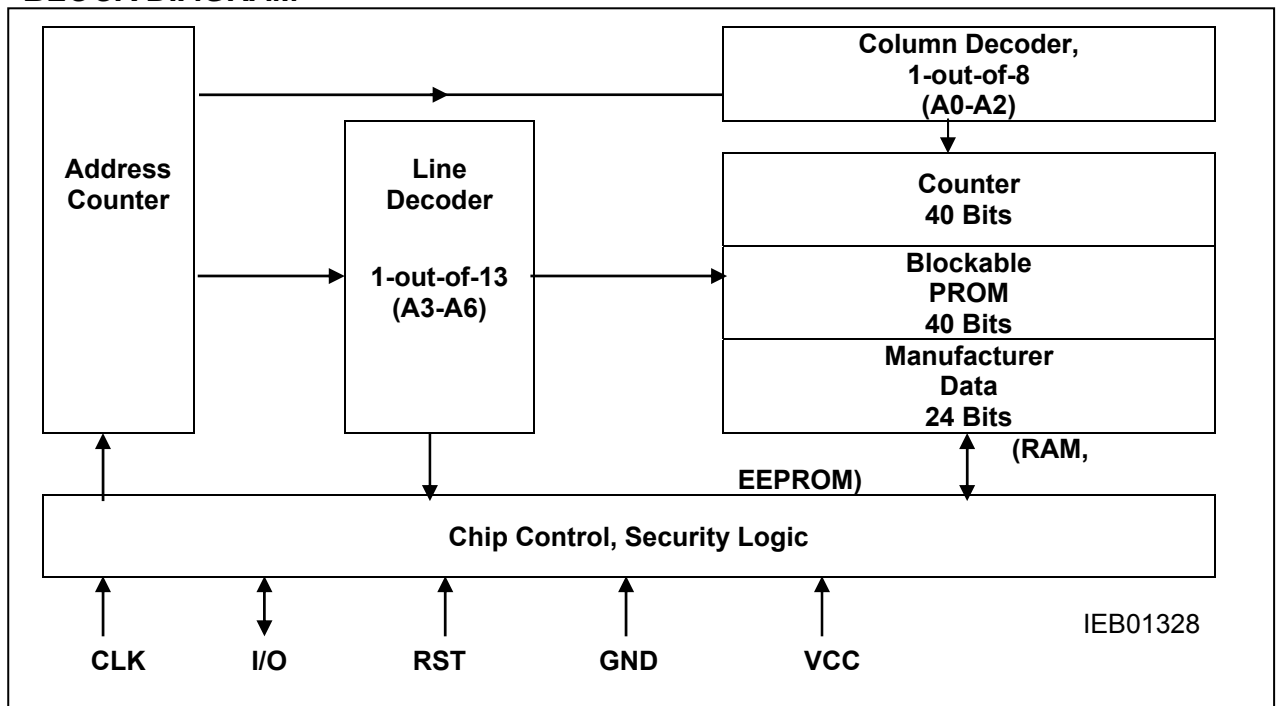 BLOCK DIAGRAM
Column Decoder,
1-out-of-8
(A0-A2)
Address
Counter
Line
Decoder
1-out-of-13
(A3-A6)
Counter
40 Bits
Blockable
PROM
40 Bits
Manufacturer
Data
24 Bits
(RAM,
EEPROM)
Chip Control, Security Logic
CLK
I/O
RST
GND
VCC
IEB01328